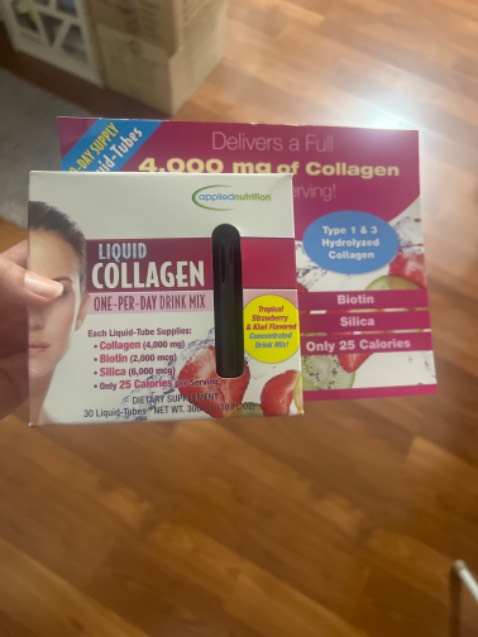 -DAY SUPPLY
uid-Tubes
Delivers a Full
4,000 mg of Collagen
erving!
Type 1 & 3
Hydrolyzed
Collagen
Biotin
Silica
Only 25 Calories
appliednutrition
LIQUID
COLLAGEN
ONE-PER-DAY DRINK MIX
Each Liquid-Tube Supplies:
• Collagen (4,000 mg)
• Biotin (2,000 mcg)
• Silica (6,000 mcg)
• Only 25 Calories per Serving
Tropical
Strawberry
& Kiwi Flavored
Concentrated
Drink Mix!
DIETARY SUPPLEMENT
30 Liquid-Tubes NET WT. 30